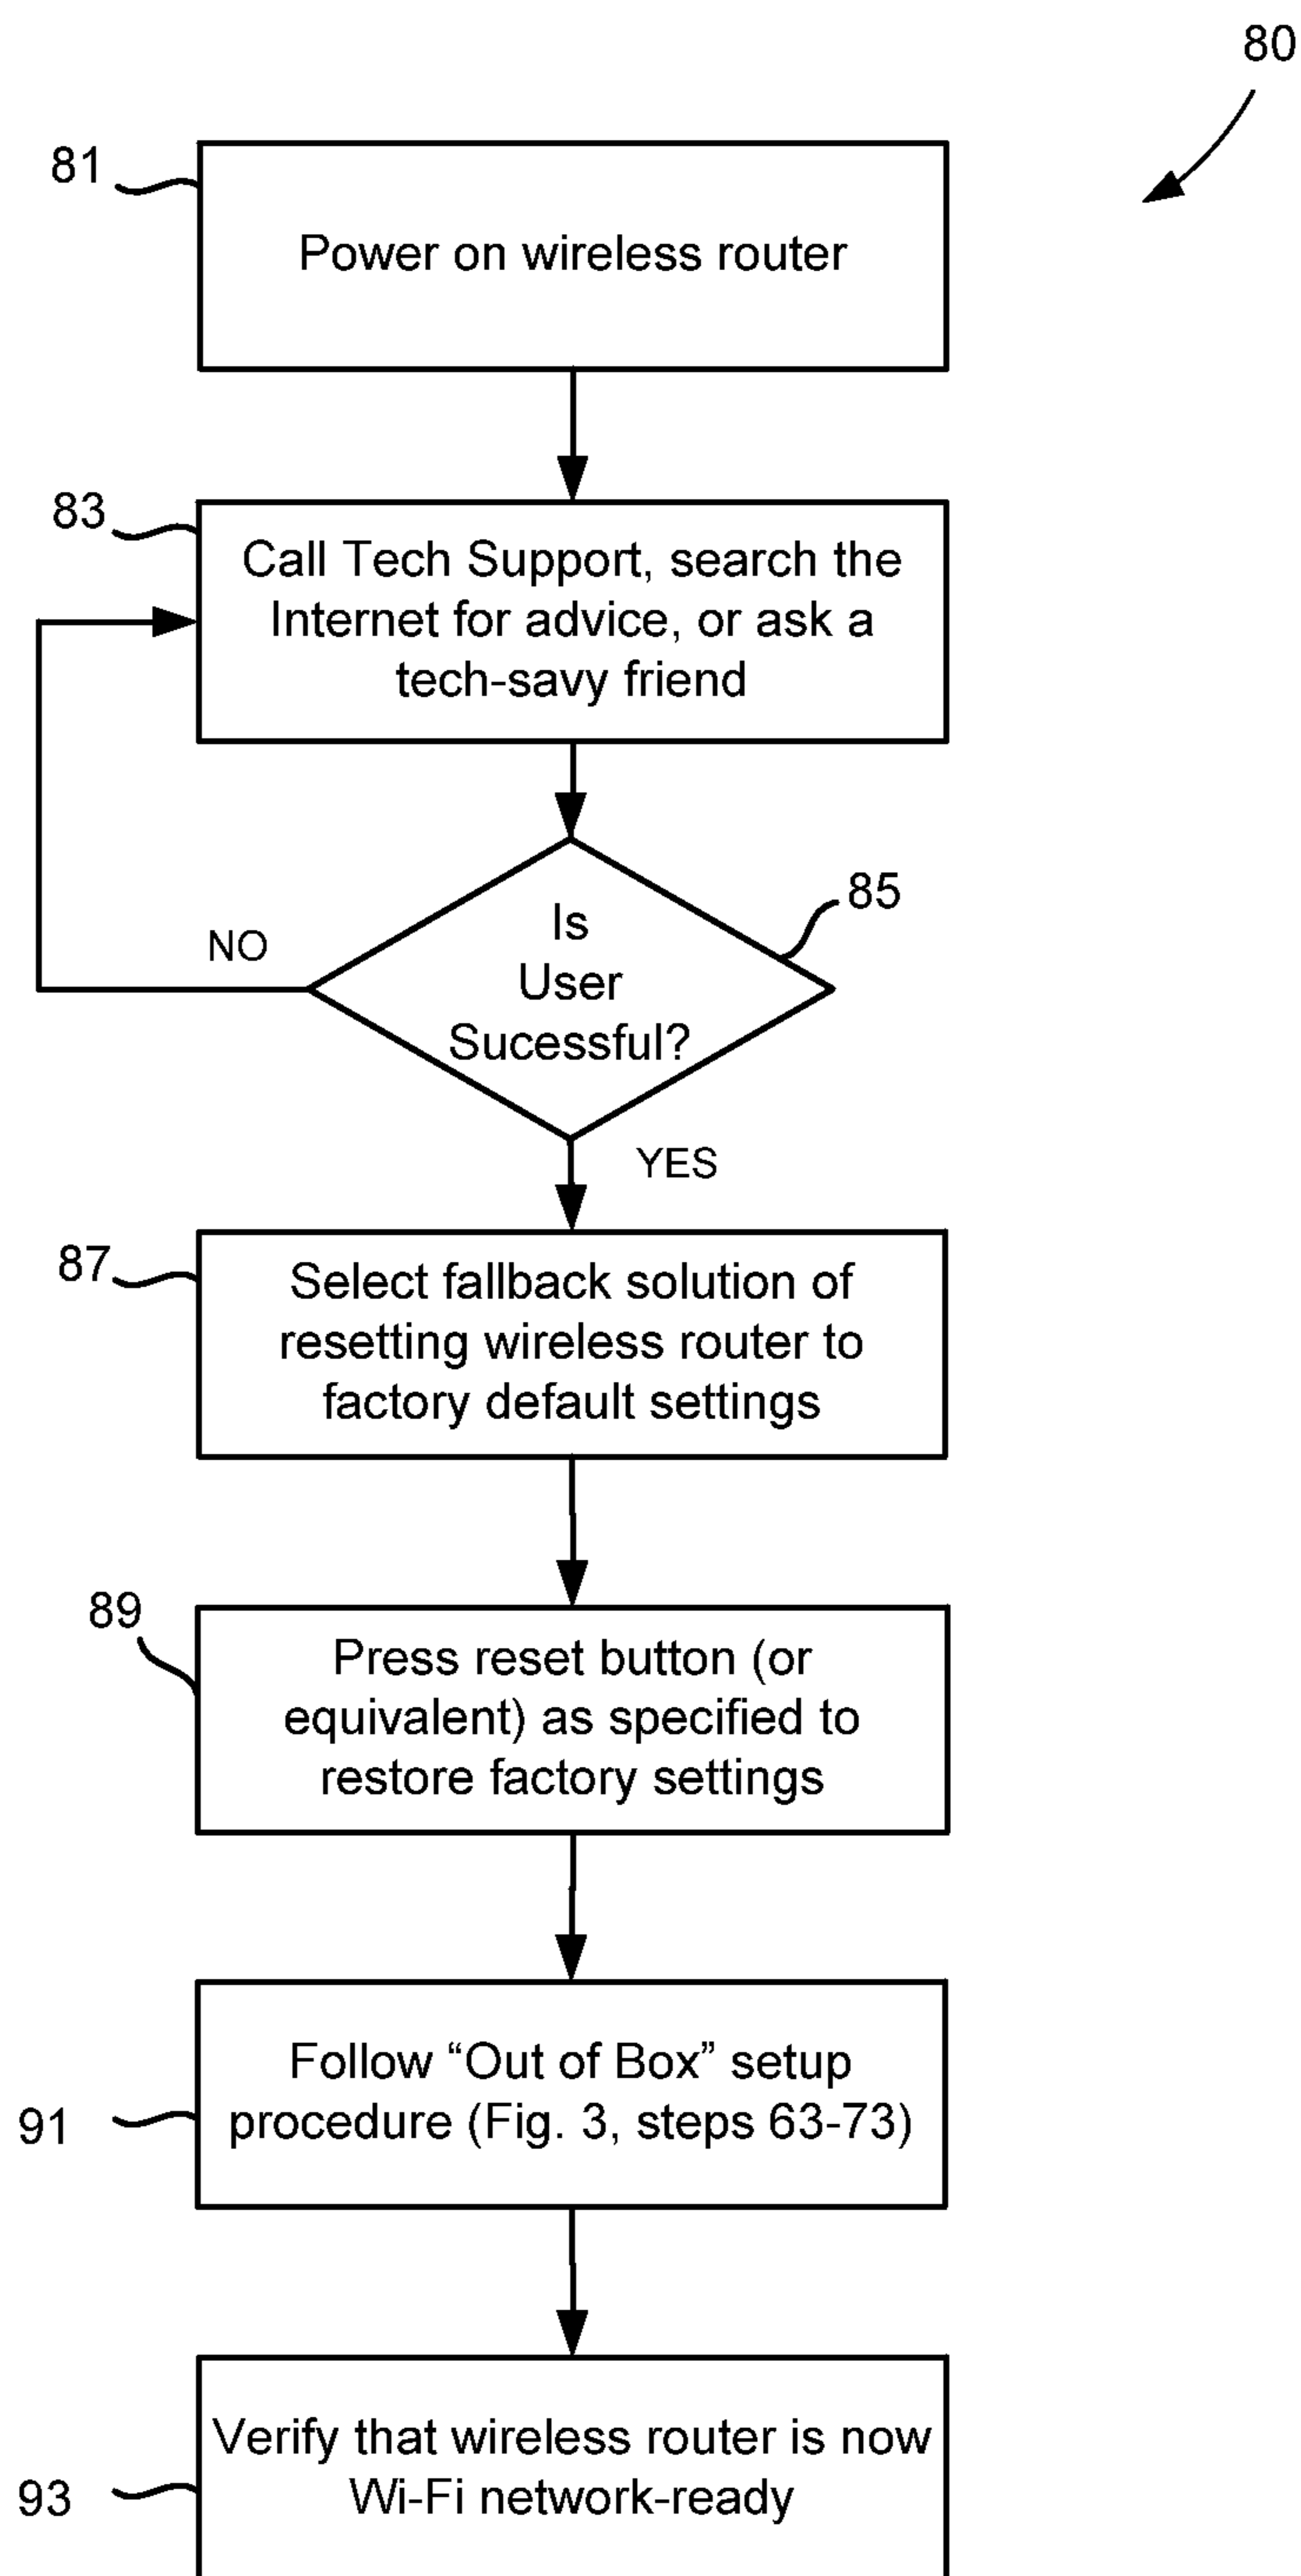 80
81
Power on wireless router
83
Call Tech Support, search the
Internet for advice, or ask a
tech-savy friend
85
Is
User
Sucessful?
NO
YES
87
Select fallback solution of
resetting wireless router to
factory default settings
89
Press reset button (or
equivalent) as specified to
restore factory settings
91
Follow “Out of Box” setup
procedure (Fig. 3, steps 63-73)
93
Verify that wireless router is now
Wi-Fi network-ready